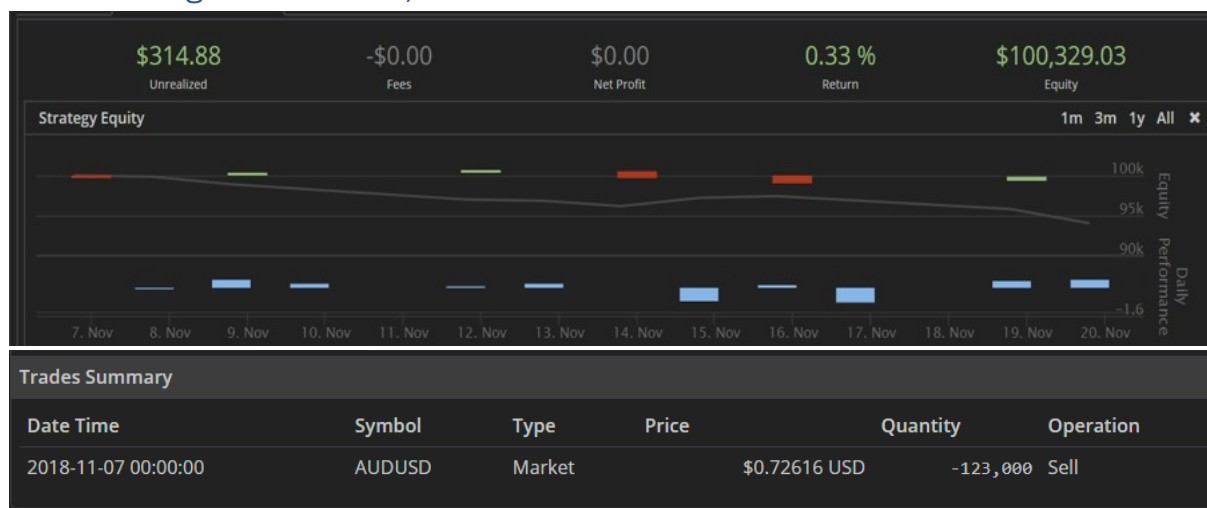 $314.88 -$0.00 $0.00 0.33 % $100,329.03
Unrealized Fees Net Profit Return Equity
Strategy Equity 1m 3m 1y All ×
100k
95k
Equity
90k
Daily Performance
-1.6
7. Nov 8. Nov 9. Nov 10. Nov 11. Nov 12. Nov 13. Nov 14. Nov 15. Nov 16. Nov 17. Nov 18. Nov 19. Nov 20. Nov
Trades Summary
Date Time Symbol Type Price Quantity Operation
2018-11-07 00:00:00 AUDUSD Market $0.72616 USD -123,000 Sell